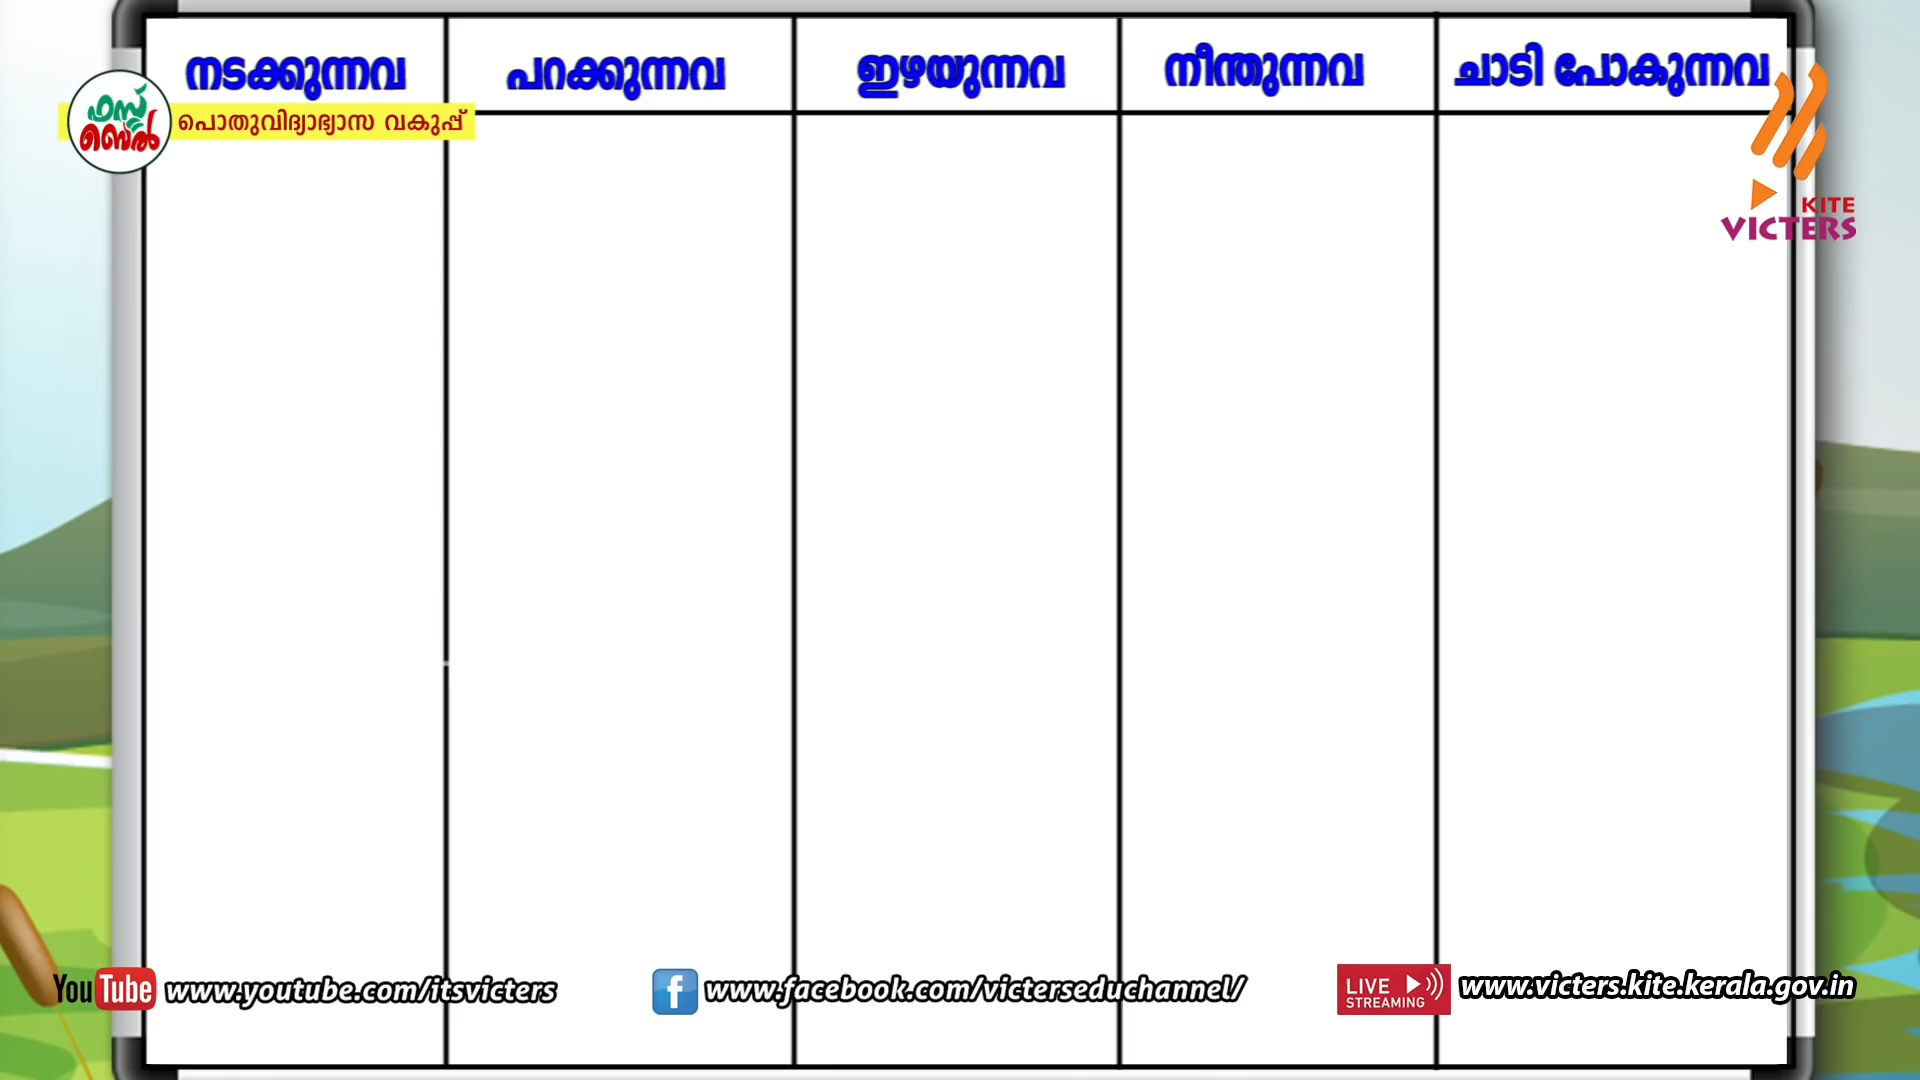 നടക്കുന്നവ
പറക്കുന്നവ
ഇഴയുന്നവ
നീന്തുന്നവ
ചാടി പോകുന്നവ
ഫസ്റ്റ്
ബെൽ
പൊതുവിദ്യാഭ്യാസ വകുപ്പ്
KITE
VICTERS
YouTube www.youtube.com/itsvicters
f www.facebook.com/victerseduchannel/
LIVE
STREAMING
www.victers.kite.kerala.gov.in